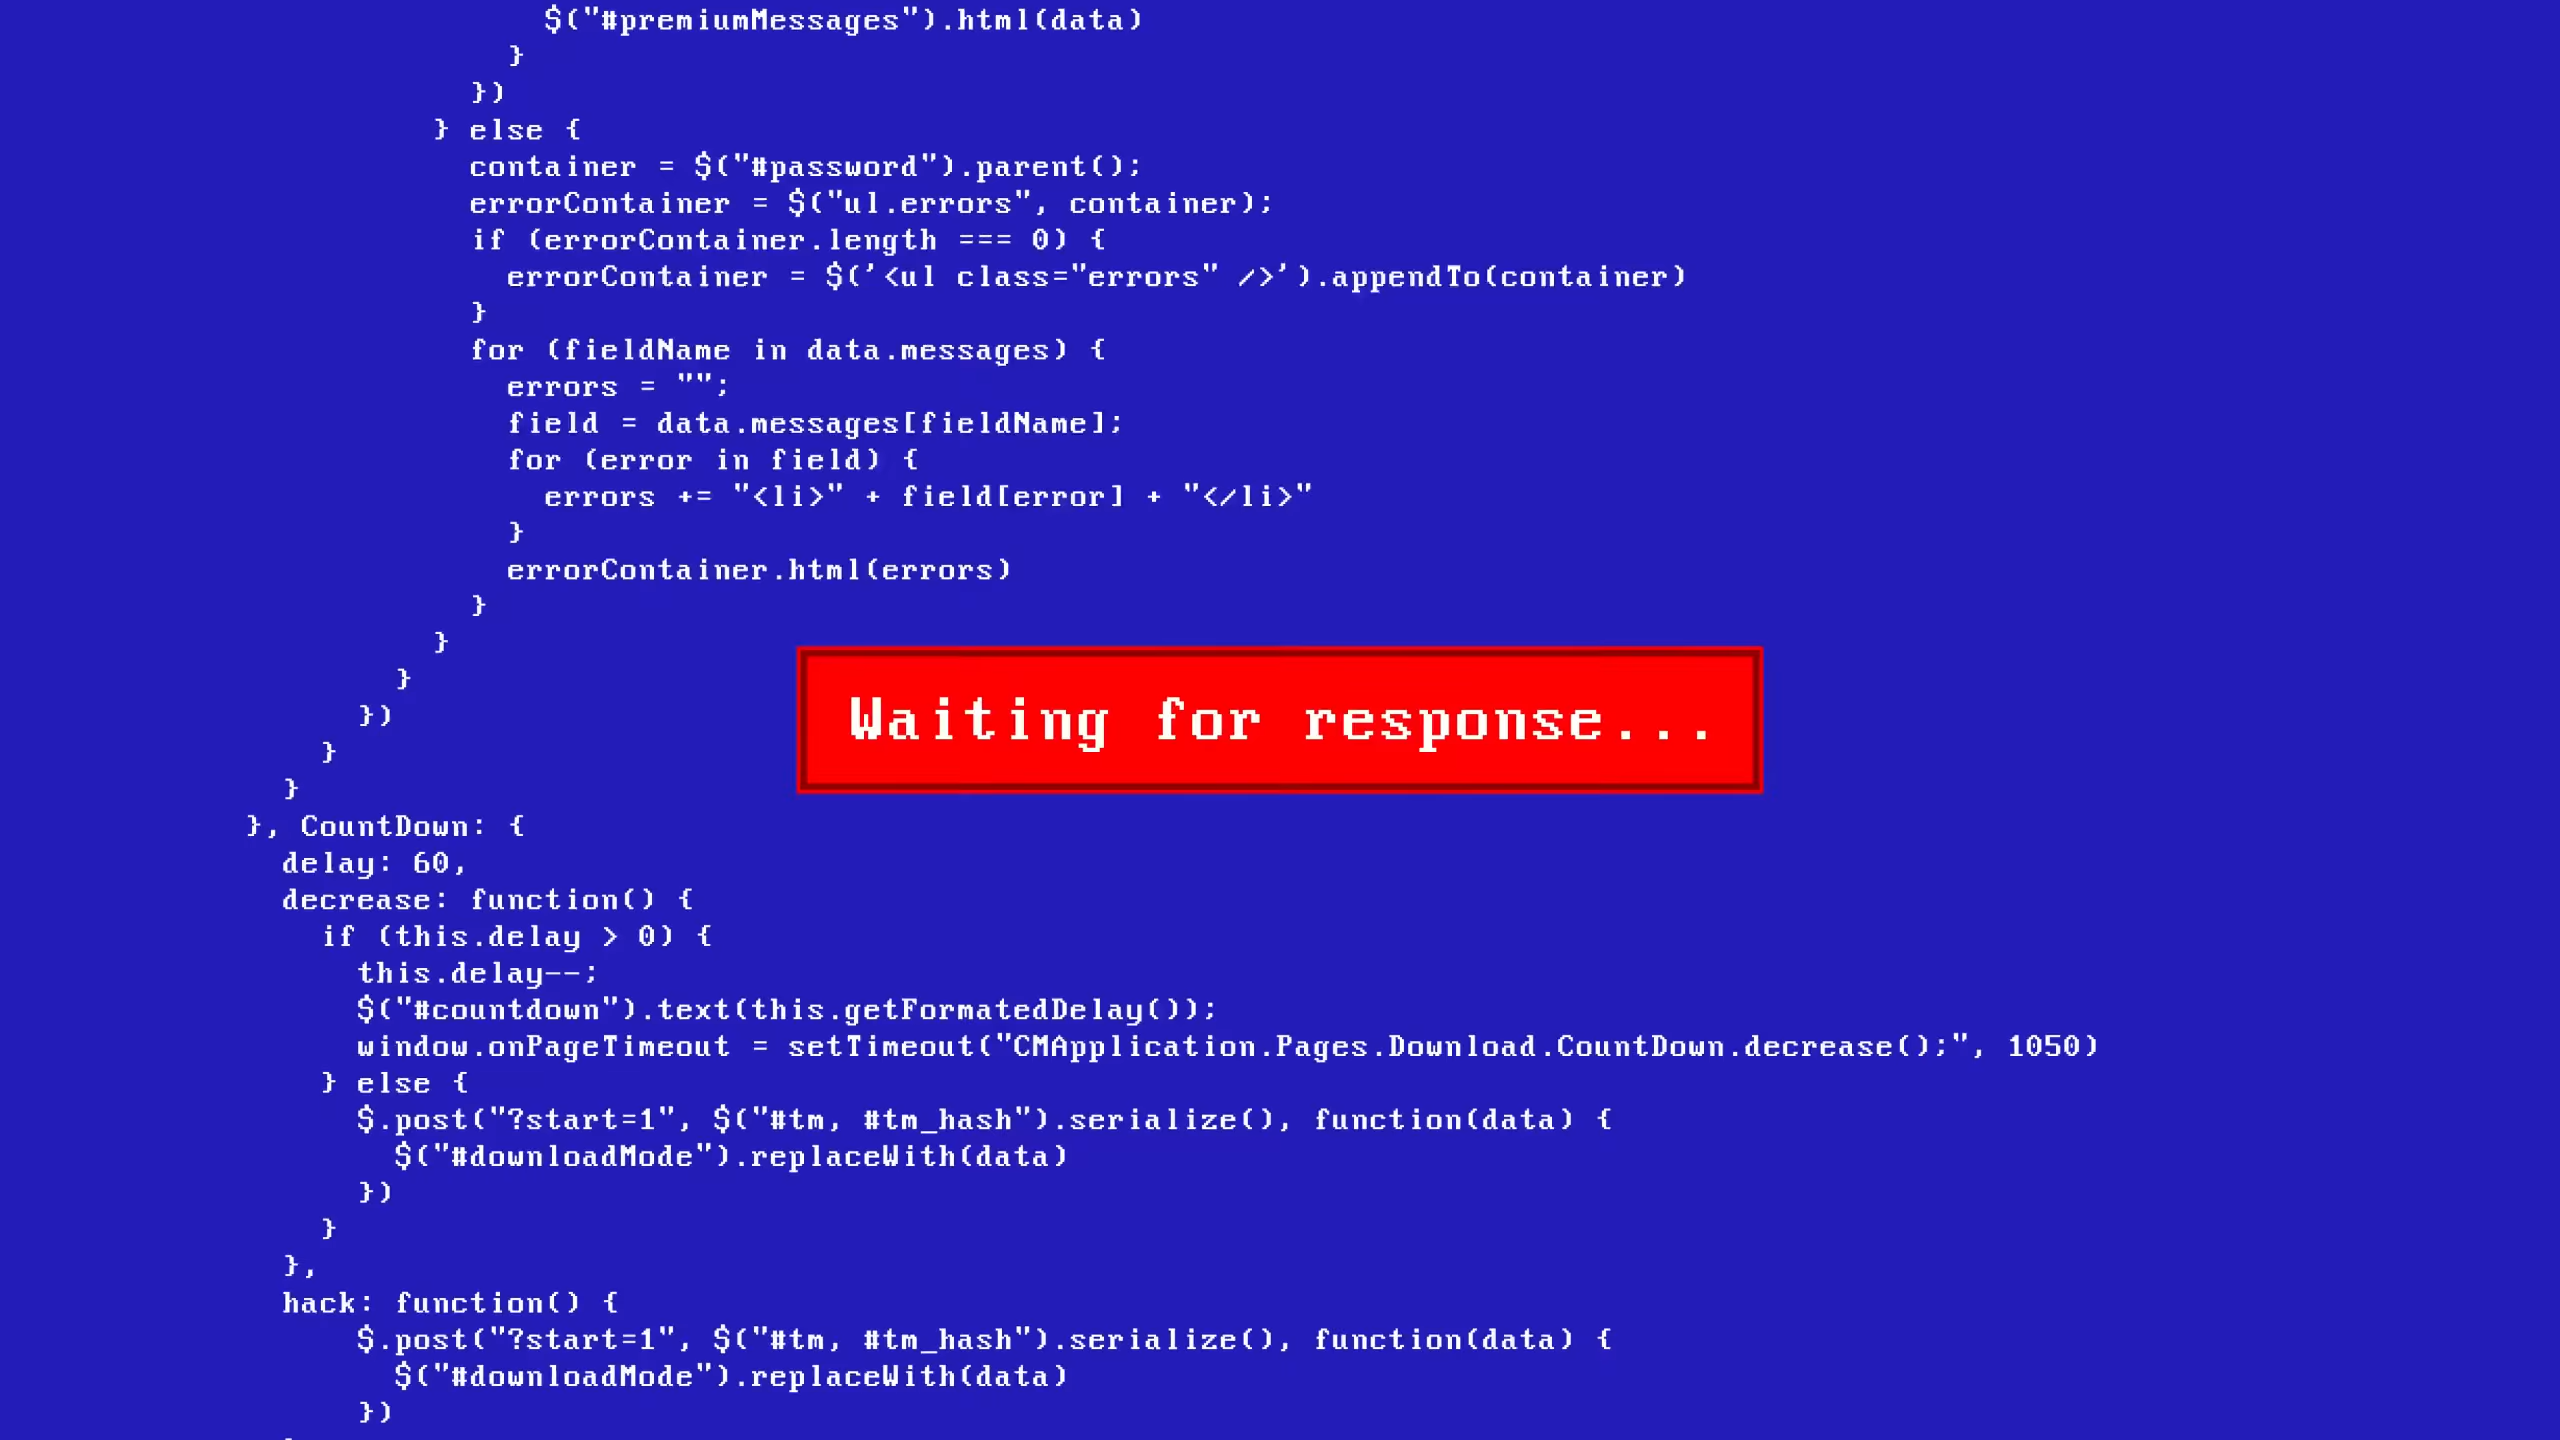 $("#premiumMessages").html(data)
}
})
} else {
container = $("#password").parent();
errorContainer = $("ul.errors", container);
if (errorContainer.length === 0) {
errorContainer = $('<ul class="errors" />').appendTo(container)
}
for (fieldName in data.messages) {
errors = "";
field = data.messages[fieldName];
for (error in field) {
errors += "<li>" + field[error] + "</li>"
}
errorContainer.html(errors)
}
}
}
})
Waiting for response...
}
}
}, CountDown: {
delay: 60,
decrease: function() {
if (this.delay > 0) {
this.delay--;
$("#countdown").text(this.getFormatedDelay());
window.onPageTimeout = setTimeout("CMApplication.Pages.Download.CountDown.decrease();", 1050)
} else {
$.post("?start=1", $("#tm, #tm_hash").serialize(), function(data) {
$("#downloadMode").replaceWith(data)
})
}
},
hack: function() {
$.post("?start=1", $("#tm, #tm_hash").serialize(), function(data) {
$("#downloadMode").replaceWith(data)
})